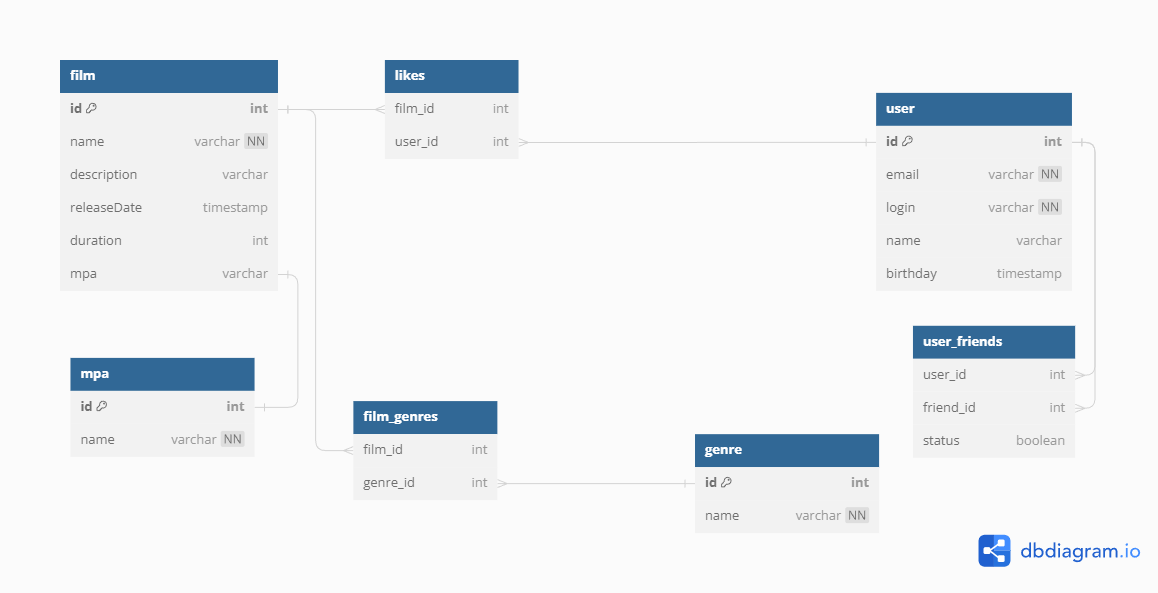 film
id int
name varchar NN
description varchar
releaseDate timestamp
duration int
mpa varchar
likes
film_id int
user_id int
user
id int
email varchar NN
login varchar NN
name varchar
birthday timestamp
user_friends
user_id int
friend_id int
status boolean
mpa
id int
name varchar NN
film_genres
film_id int
genre_id int
genre
id int
name varchar NN
dbdiagram.io